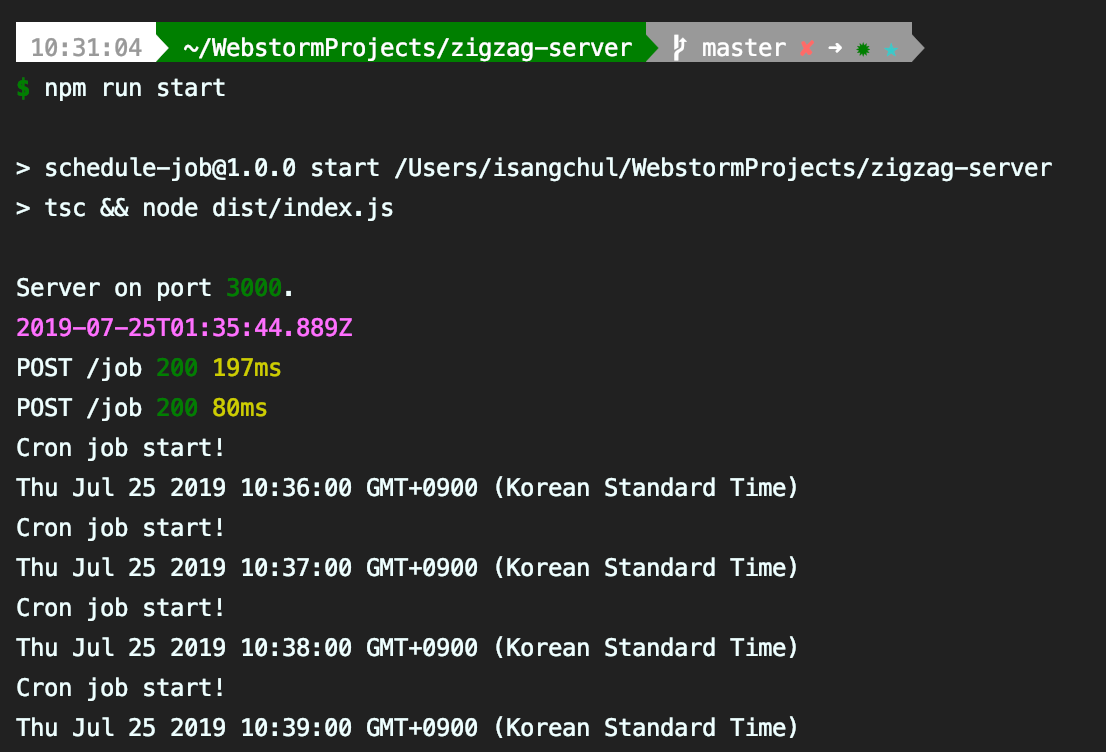 10:31:04 ~/WebstormProjects/zigzag-server master ✘ ➜ ✹ ★
$ npm run start
> schedule-job@1.0.0 start /Users/isangchul/WebstormProjects/zigzag-server
> tsc && node dist/index.js
Server on port 3000.
2019-07-25T01:35:44.889Z
POST /job 200 197ms
POST /job 200 80ms
Cron job start!
Thu Jul 25 2019 10:36:00 GMT+0900 (Korean Standard Time)
Cron job start!
Thu Jul 25 2019 10:37:00 GMT+0900 (Korean Standard Time)
Cron job start!
Thu Jul 25 2019 10:38:00 GMT+0900 (Korean Standard Time)
Cron job start!
Thu Jul 25 2019 10:39:00 GMT+0900 (Korean Standard Time)